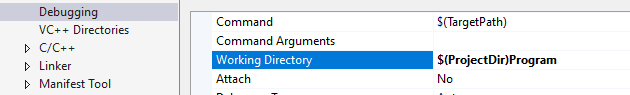 Debugging
VC++ Directories
C/C++
Linker
Manifest Tool
Command $(TargetPath)
Command Arguments
Working Directory $(ProjectDir)Program
Attach No